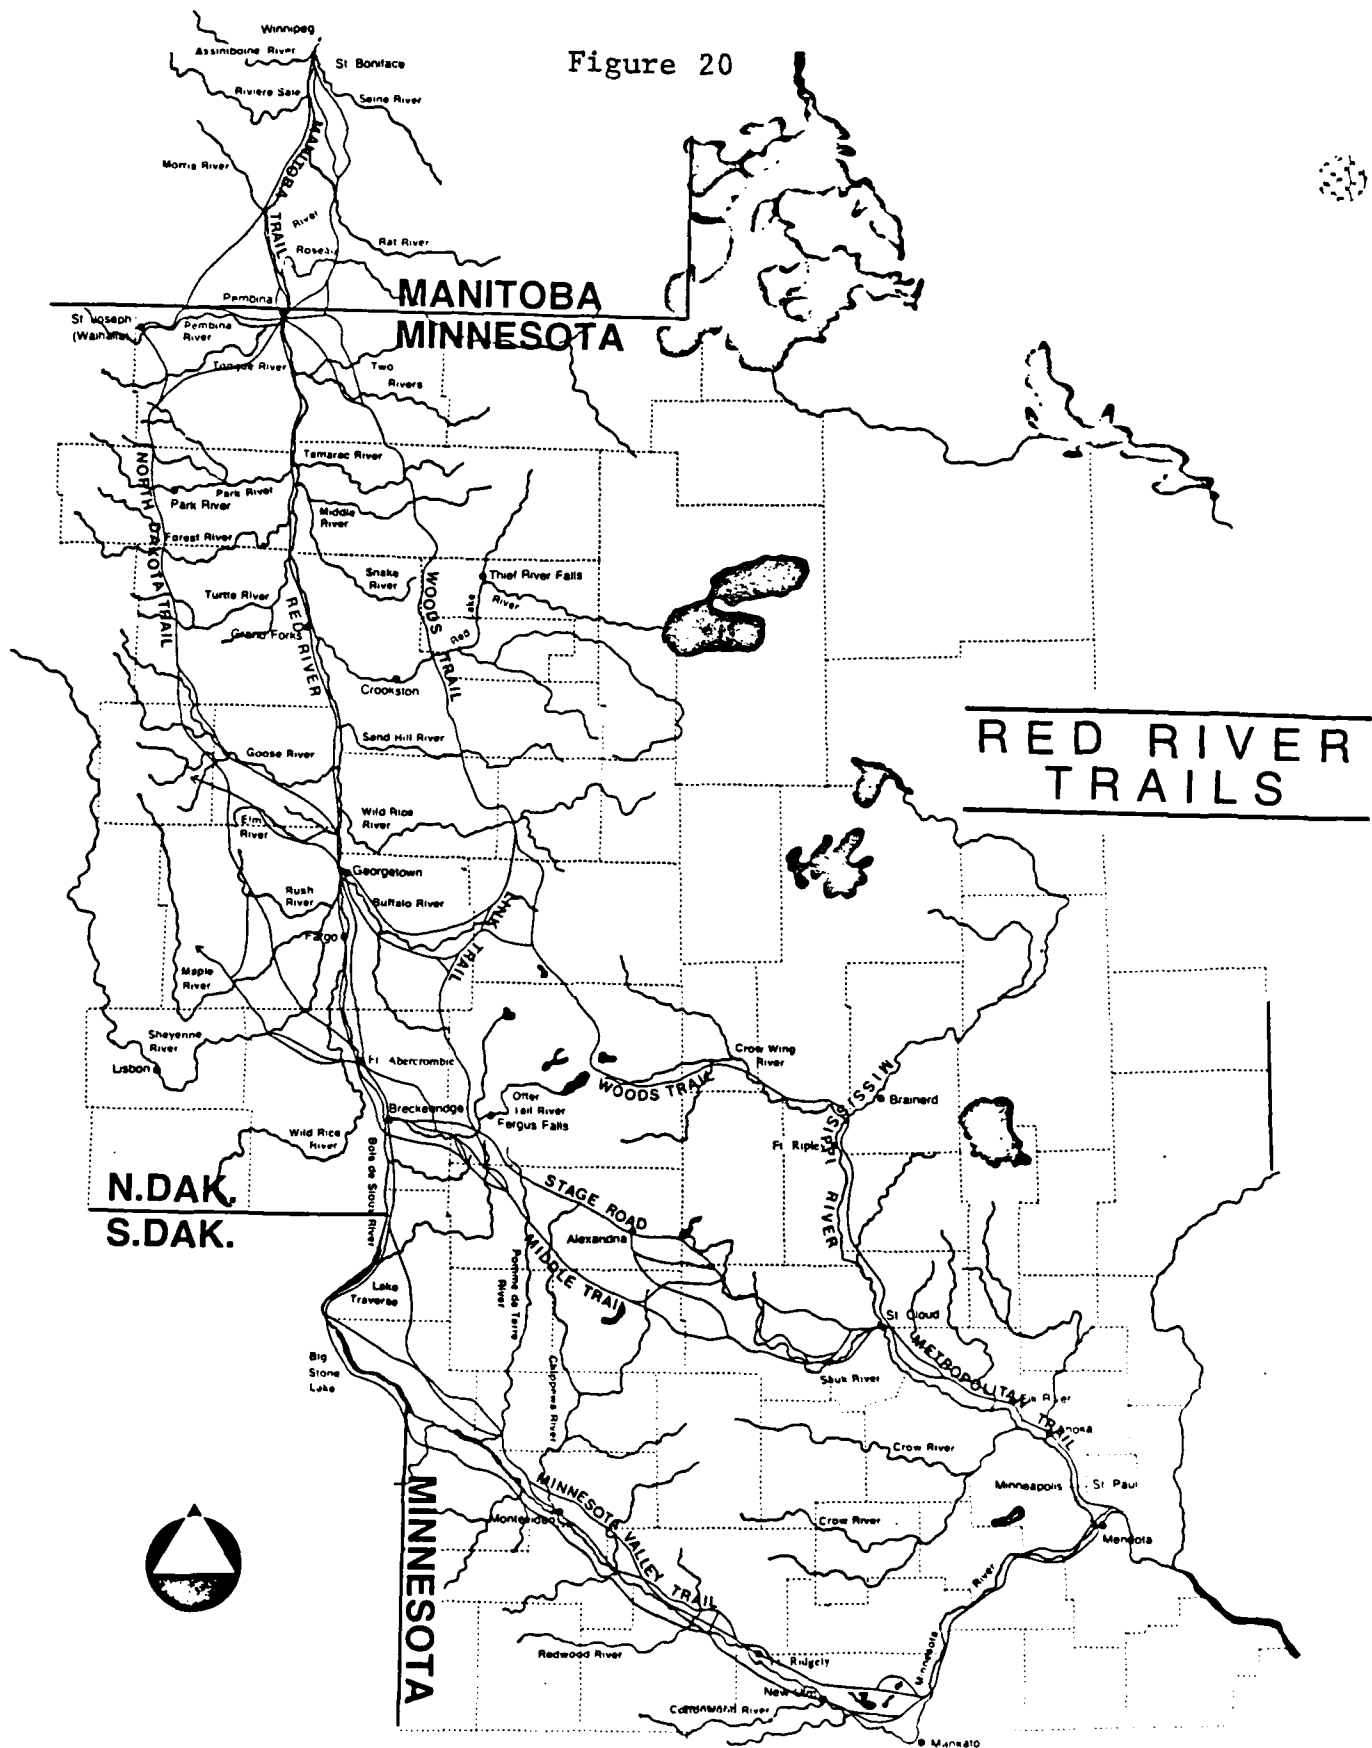 Figure 20
Winnipeg
Assiniboine River
St Boniface
Riviere Sale
Seine River
MANITOBA TRAIL
Morris River
River
Roseau
Rat River
Pembina
MANITOBA
MINNESOTA
St Joseph
(Walhalla)
Pembina
River
Tongue River
Two
Rivers
Tamarac River
NORTH DAKOTA TRAIL
Park River
Park River
Middle
River
Forest River
Snake
River
WOODS TRAIL
Thief River Falls
Red Lake River
Turtle River
Grand Forks
RED RIVER
Crookston
Sand Hill River
Goose River
RED RIVER
TRAILS
Elm
River
Wild Rice
River
Georgetown
Rush
River
Buffalo River
LINK TRAIL
Fargo
Maple
River
Sheyenne
River
Lisbon
Ft Abercrombie
Crow Wing
River
WOODS TRAIL
MISSISSIPPI RIVER
Brainerd
Breckenridge
Otter
Tail River
Fergus Falls
Ft Ripley
Wild Rice
River
Bois de Sioux River
N.DAK.
S.DAK.
STAGE ROAD
Alexandria
MIDDLE TRAIL
Pomme de Terre
River
Lake
Traverse
St Cloud
METROPOLITAN TRAIL
Big
Stone
Lake
Chippewa River
Sauk River
Elk River
Anoka
Crow River
MINNESOTA
MINNESOTA VALLEY TRAIL
Minneapolis
St Paul
Montevideo
Crow River
Mendota
Minnesota River
Redwood River
Ft Ridgely
New Ulm
Cottonwood River
Mankato